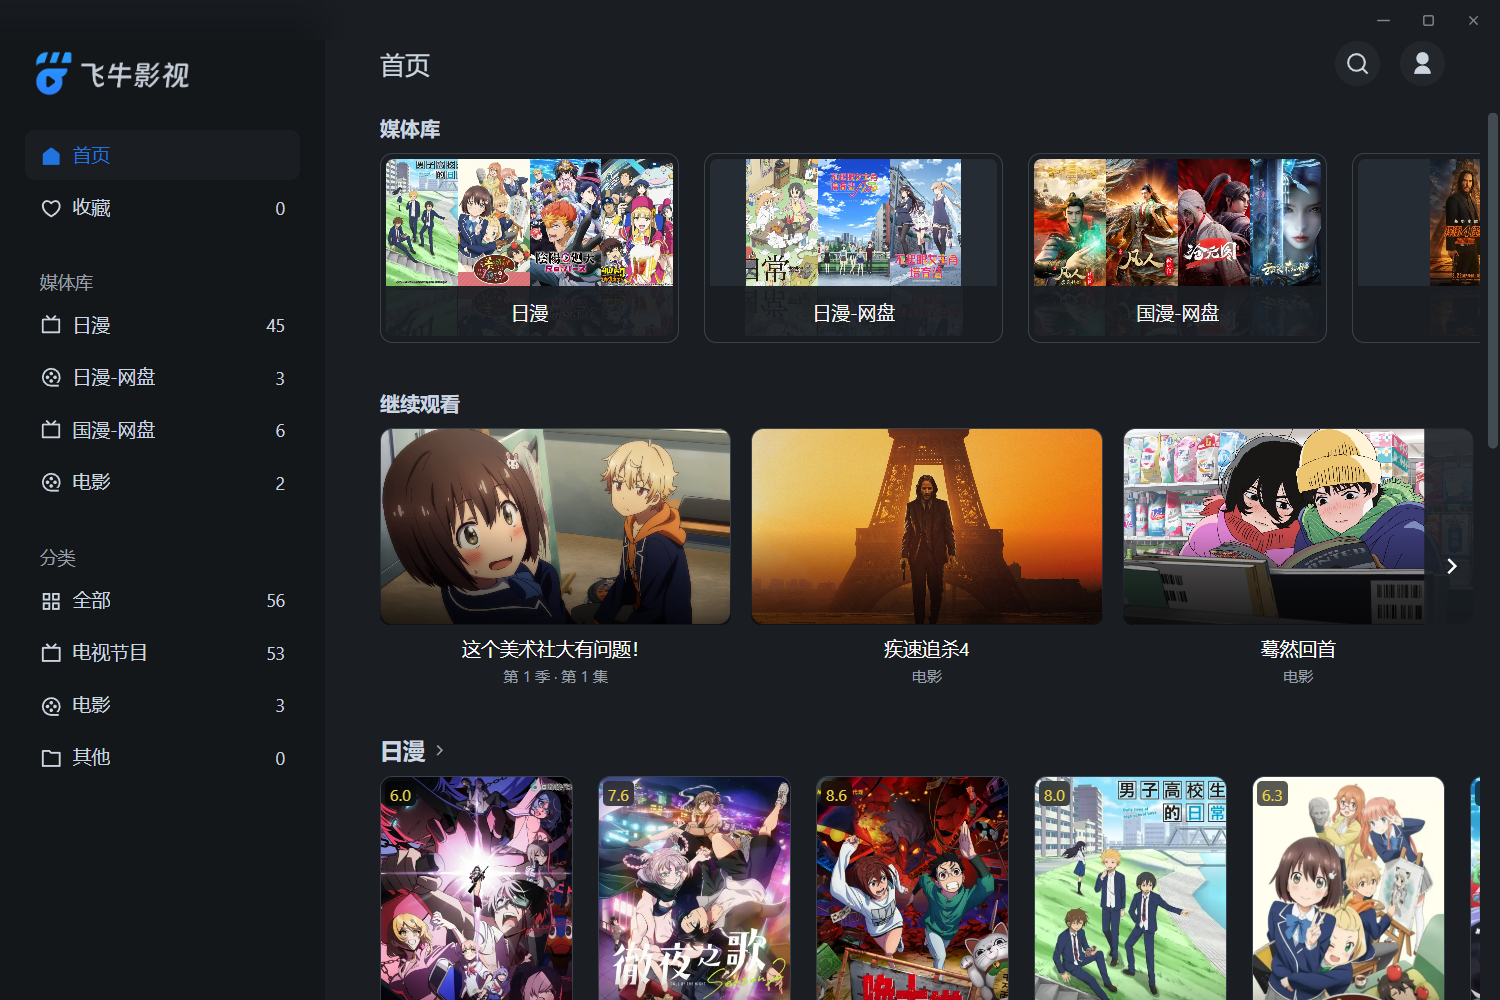 飞牛影视
首页
收藏 0
媒体库
日漫 45
日漫-网盘 3
国漫-网盘 6
电影 2
分类
全部 56
电视节目 53
电影 3
其他 0
首页
媒体库
日漫
日漫-网盘
国漫-网盘
继续观看
这个美术社大有问题!
第 1 季 · 第 1 集
疾速追杀4
电影
蓦然回首
电影
日漫
6.0
7.6
8.6
8.0
6.3
男子高校生
的日常
徹夜之歌